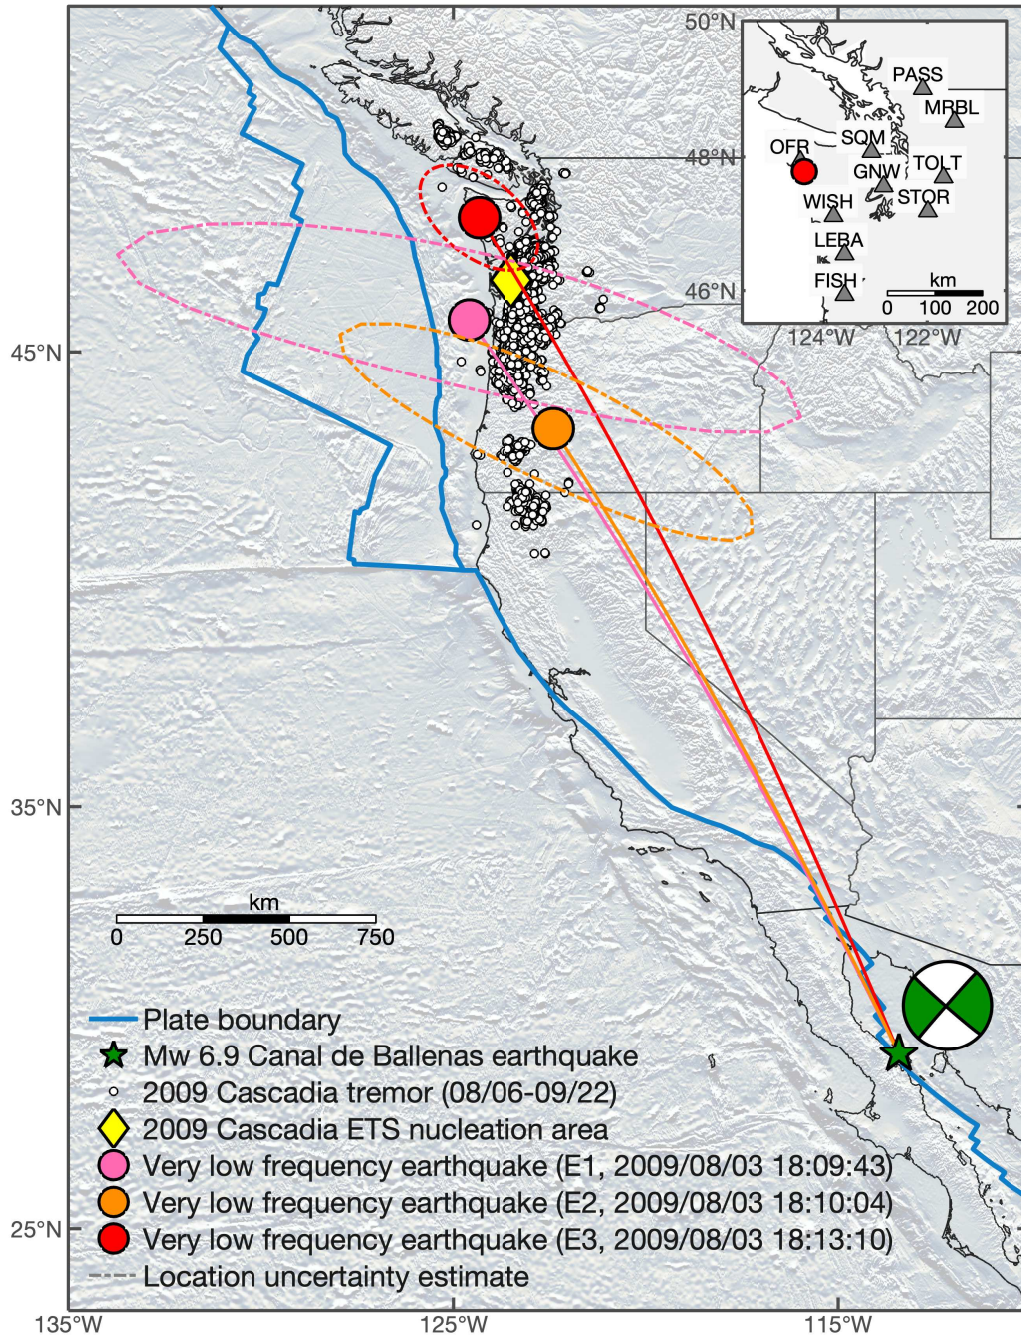 50°N
PASS
MRBL
SQM
OFR
48°N
TOLT
GNW
STOR
WISH
LEBA
km
FISH
46°N
0 100 200
124°W 122°W
45°N
35°N
km
0 250 500 750
Plate boundary
Mw 6.9 Canal de Ballenas earthquake
2009 Cascadia tremor (08/06-09/22)
2009 Cascadia ETS nucleation area
Very low frequency earthquake (E1, 2009/08/03 18:09:43)
Very low frequency earthquake (E2, 2009/08/03 18:10:04)
25°N
Very low frequency earthquake (E3, 2009/08/03 18:13:10)
Location uncertainty estimate
135°W 125°W 115°W